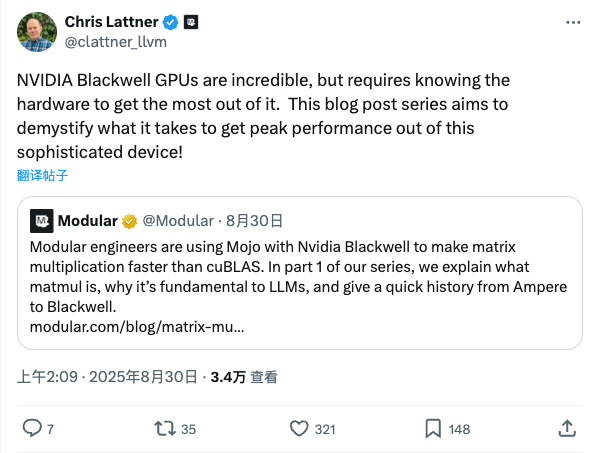 Chris Lattner
@clattner_llvm
NVIDIA Blackwell GPUs are incredible, but requires knowing the
hardware to get the most out of it.  This blog post series aims to
demystify what it takes to get peak performance out of this
sophisticated device!
翻译帖子
Modular @Modular · 8月30日
Modular engineers are using Mojo with Nvidia Blackwell to make matrix
multiplication faster than cuBLAS. In part 1 of our series, we explain what
matmul is, why it's fundamental to LLMs, and give a quick history from Ampere
to Blackwell.
modular.com/blog/matrix-mu…
上午2:09 · 2025年8月30日 · 3.4万 查看
7 35 321 148